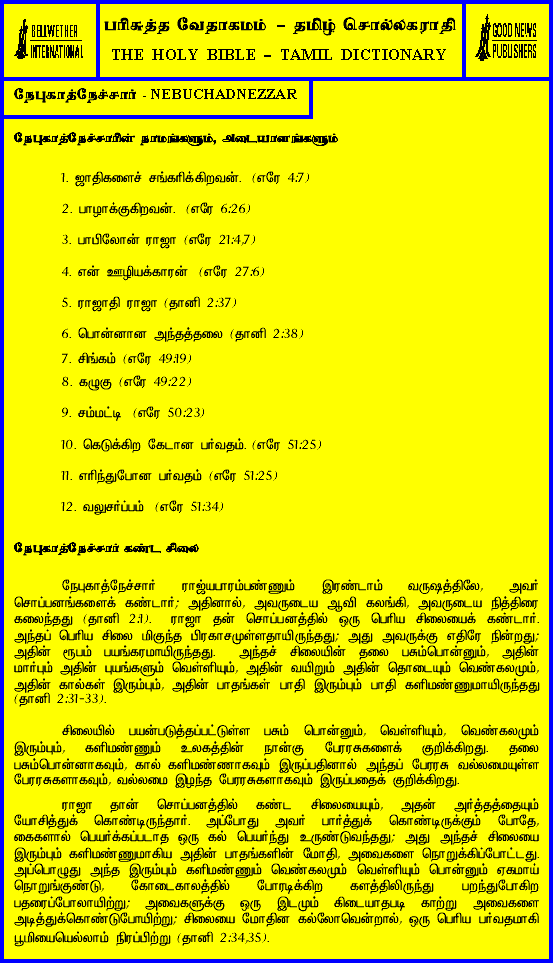 BELLWETHER
INTERNATIONAL
பரிசுத்த வேதாகமம் – தமிழ் சொல்லகராதி
THE HOLY BIBLE – TAMIL DICTIONARY
GOOD NEWS
PUBLISHERS
நேபுகாத்நேச்சார் - NEBUCHADNEZZAR
நேபுகாத்நேச்சாரின் நாமங்களும், அடையாளங்களும்
1. ஜாதிகளைச் சங்கரிக்கிறவன். (எரே 4:7)
2. பாழாக்குகிறவன். (எரே 6:26)
3. பாபிலோன் ராஜா (எரே 21:4,7)
4. என் ஊழியக்காரன் (எரே 27:6)
5. ராஜாதி ராஜா (தானி 2:37)
6. பொன்னான அந்தத்தலை (தானி 2:38)
7. சிங்கம் (எரே 49:19)
8. கழுகு (எரே 49:22)
9. சம்மட்டி (எரே 50:23)
10. கெடுக்கிற கேடான பர்வதம். (எரே 51:25)
11. எரிந்துபோன பர்வதம் (எரே 51:25)
12. வலுசர்ப்பம் (எரே 51:34)
நேபுகாத்நேச்சார் கண்ட சிலை
நேபுகாத்நேச்சார் ராஜ்யபாரம்பண்ணும் இரண்டாம் வருஷத்திலே, அவர்
சொப்பனங்களைக் கண்டார்; அதினால், அவருடைய ஆவி கலங்கி, அவருடைய நித்திரை
கலைந்தது (தானி 2:1). ராஜா தன் சொப்பனத்தில் ஒரு பெரிய சிலையைக் கண்டார்.
அந்தப் பெரிய சிலை மிகுந்த பிரகாசமுள்ளதாயிருந்தது; அது அவருக்கு எதிரே நின்றது;
அதின் ரூபம் பயங்கரமாயிருந்தது. அந்தச் சிலையின் தலை பசும்பொன்னும், அதின்
மார்பும் அதின் புயங்களும் வெள்ளியும், அதின் வயிறும் அதின் தொடையும் வெண்கலமும்,
அதின் கால்கள் இரும்பும், அதின் பாதங்கள் பாதி இரும்பும் பாதி களிமண்ணுமாயிருந்தது
(தானி 2:31-33).
சிலையில் பயன்படுத்தப்பட்டுள்ள பசும் பொன்னும், வெள்ளியும், வெண்கலமும்
இரும்பும், களிமண்ணும் உலகத்தின் நான்கு பேரரசுகளைக் குறிக்கிறது. தலை
பசும்பொன்னாகவும், கால் களிமண்ணாகவும் இருப்பதினால் அந்தப் பேரரசு வல்லமையுள்ள
பேரரசுகளாகவும், வல்லமை இழந்த பேரரசுகளாகவும் இருப்பதைக் குறிக்கிறது.
ராஜா தான் சொப்பனத்தில் கண்ட சிலையையும், அதன் அர்த்தத்தையும்
யோசித்துக் கொண்டிருந்தார். அப்போது அவர் பார்த்துக் கொண்டிருக்கும் போதே,
கைகளால் பெயர்க்கப்படாத ஒரு கல் பெயர்ந்து உருண்டுவந்தது; அது அந்தச் சிலையை
இரும்பும் களிமண்ணுமாகிய அதின் பாதங்களின் மோதி, அவைகளை நொறுக்கிப்போட்டது.
அப்பொழுது அந்த இரும்பும் களிமண்ணும் வெண்கலமும் வெள்ளியும் பொன்னும் ஏகமாய்
நொறுங்குண்டு, கோடைகாலத்தில் போரடிக்கிற களத்திலிருந்து பறந்துபோகிற
பதரைப்போலாயிற்று; அவைகளுக்கு ஒரு இடமும் கிடையாதபடி காற்று அவைகளை
அடித்துக்கொண்டுபோயிற்று; சிலையை மோதின கல்லோவென்றால், ஒரு பெரிய பர்வதமாகி
பூமியையெல்லாம் நிரப்பிற்று (தானி 2:34,35).